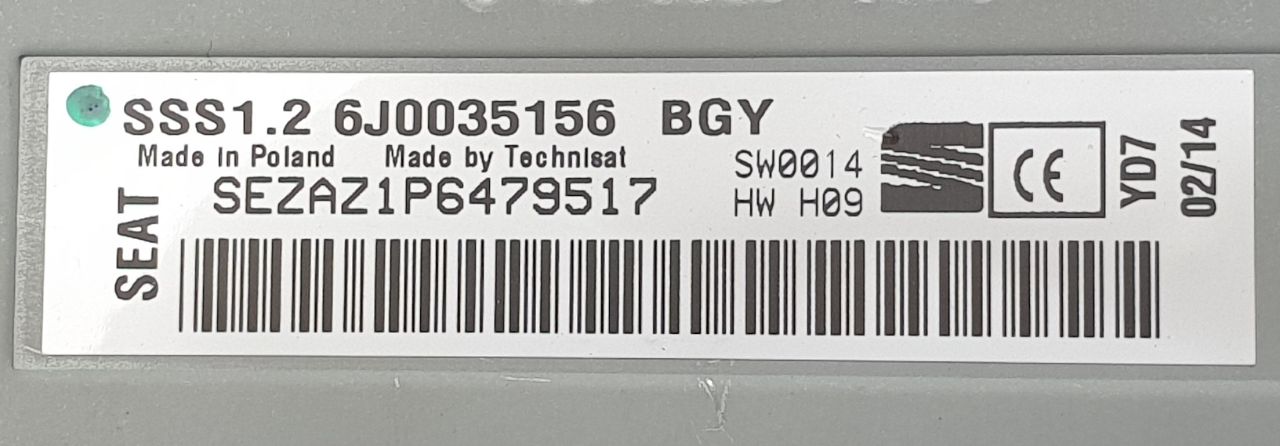 SSS1.2 6J0035156 BGY
Made in Poland Made by Technisat
SEZAZ1P6479517
SW0014
HW H09
SEAT
CE
YD7
02/14